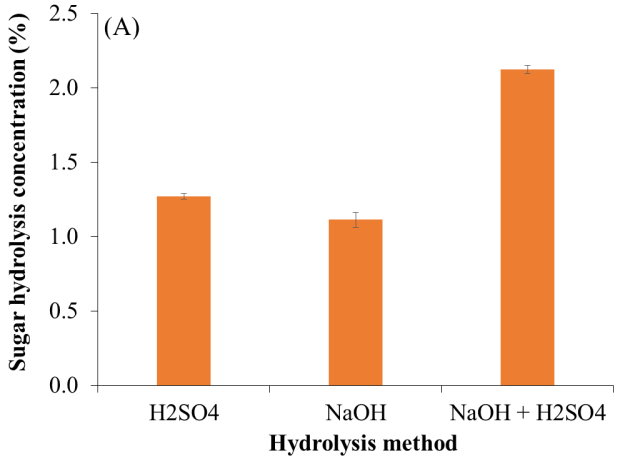 (A)
Sugar hydrolysis concentration (%)
2.5
2.0
1.5
1.0
0.5
0.0
H2SO4 NaOH NaOH + H2SO4
Hydrolysis method